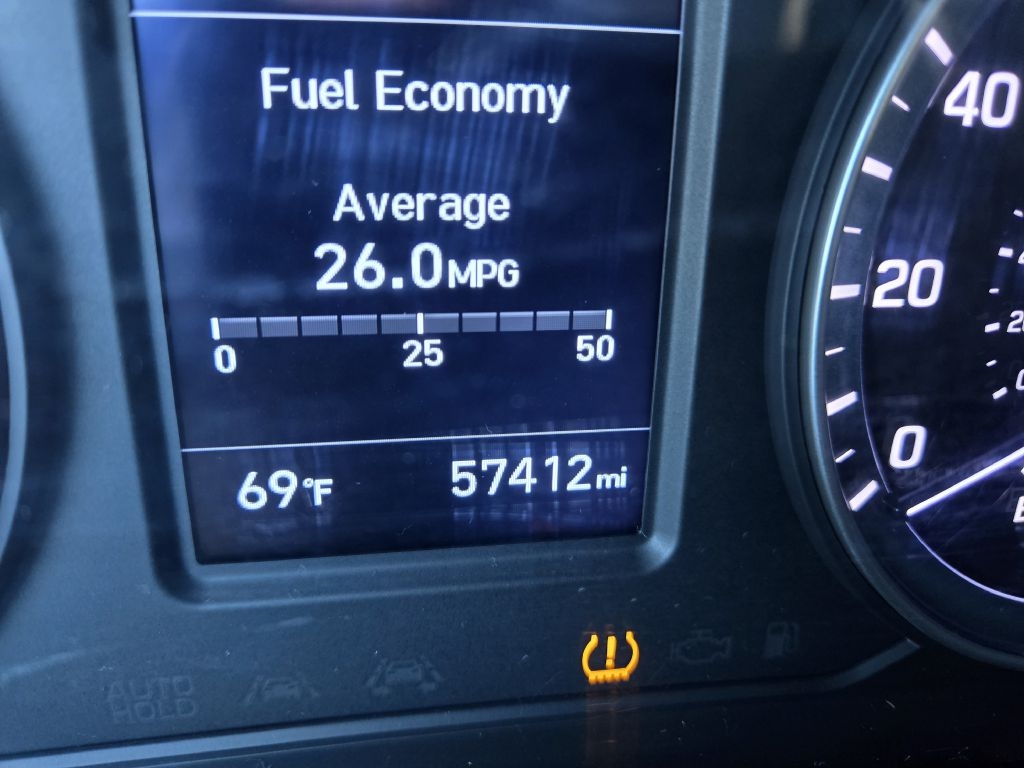 Fuel Economy
40
Average
26.0MPG
20
0 25 50
0
69°F 57412mi
AUTO
HOLD